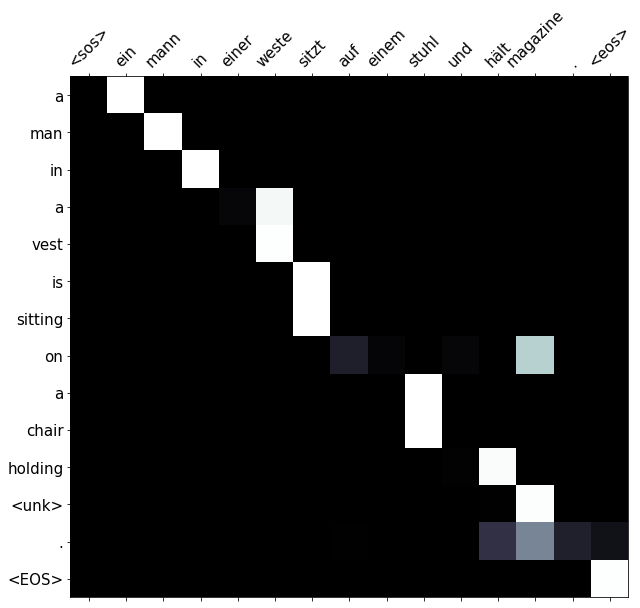 <sos> ein mann in einer weste sitzt auf einem stuhl und hält magazine . <eos>
a
man
in
a
vest
is
sitting
on
a
chair
holding
<unk>
.
<EOS>